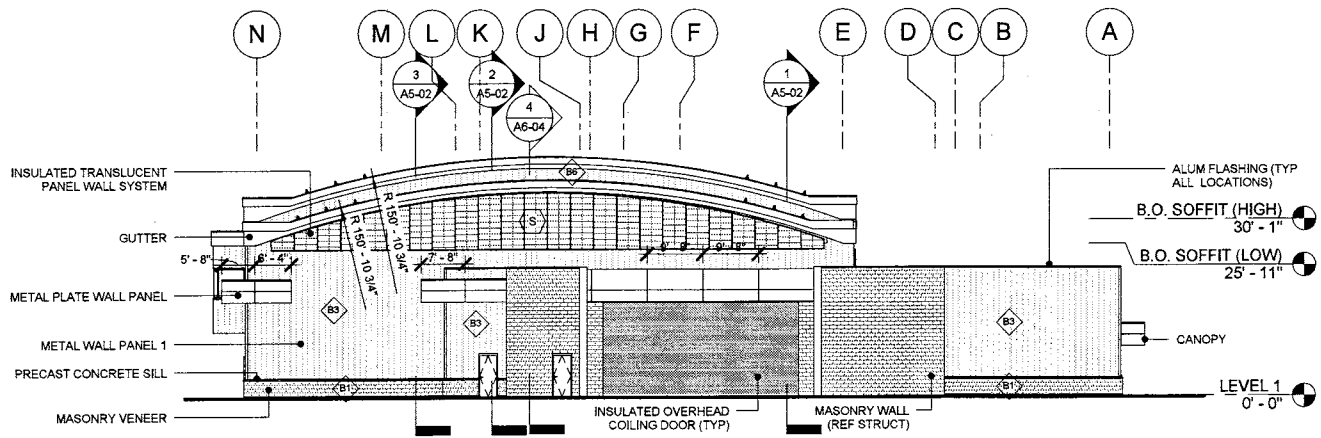 N M L K J H G F E D C B A
3
A5-02
2
A5-02
4
A6-04
1
A5-02
INSULATED TRANSLUCENT
PANEL WALL SYSTEM
GUTTER
5' - 8"
6' - 4"
METAL PLATE WALL PANEL
METAL WALL PANEL 1
PRECAST CONCRETE SILL
MASONRY VENEER
R 150' - 10 3/4"
R 150' - 10 3/4"
7' - 8"
B6
S
9' - 8"
9' - 8"
B3
B3
B3
B1
B1
INSULATED OVERHEAD
COILING DOOR (TYP)
MASONRY WALL
(REF STRUCT)
ALUM FLASHING (TYP
ALL LOCATIONS)
B.O. SOFFIT (HIGH)
30' - 1"
B.O. SOFFIT (LOW)
25' - 11"
CANOPY
LEVEL 1
0' - 0"